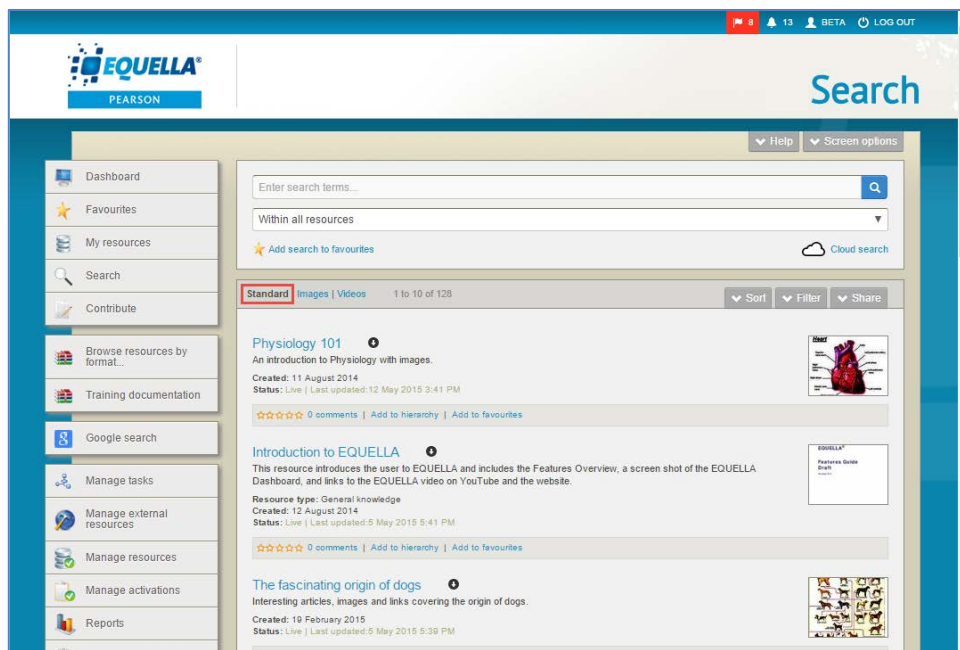 8 13 BETA LOG OUT
EQUELLA®
PEARSON
Search
Help Screen options
Dashboard
Favourites
My resources
Search
Contribute
Browse resources by
format...
Training documentation
Google search
Manage tasks
Manage external
resources
Manage resources
Manage activations
Reports
Enter search terms...
Within all resources
Add search to favourites Cloud search
Standard Images | Videos 1 to 10 of 128 Sort Filter Share
Physiology 101
An introduction to Physiology with images.
Created: 11 August 2014
Status: Live | Last updated:12 May 2015 3:41 PM
0 comments | Add to hierarchy | Add to favourites
Heart
Introduction to EQUELLA
This resource introduces the user to EQUELLA and includes the Features Overview, a screen shot of the EQUELLA
Dashboard, and links to the EQUELLA video on YouTube and the website.
Resource type: General knowledge
Created: 12 August 2014
Status: Live | Last updated:5 May 2015 5:41 PM
0 comments | Add to hierarchy | Add to favourites
EQUELLA®
Features Guide
Draft
The fascinating origin of dogs
Interesting articles, images and links covering the origin of dogs.
Created: 19 February 2015
Status: Live | Last updated:5 May 2015 5:39 PM